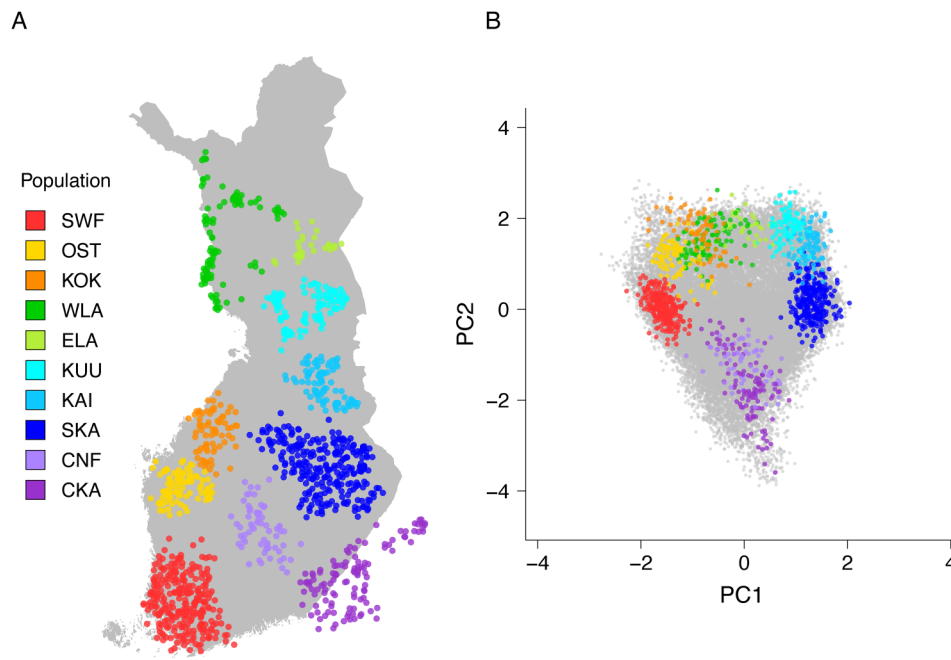 A
Population
SWF
OST
KOK
WLA
ELA
KUU
KAI
SKA
CNF
CKA
B
PC2
4
2
0
−2
−4
−4
−2
0
2
4
PC1